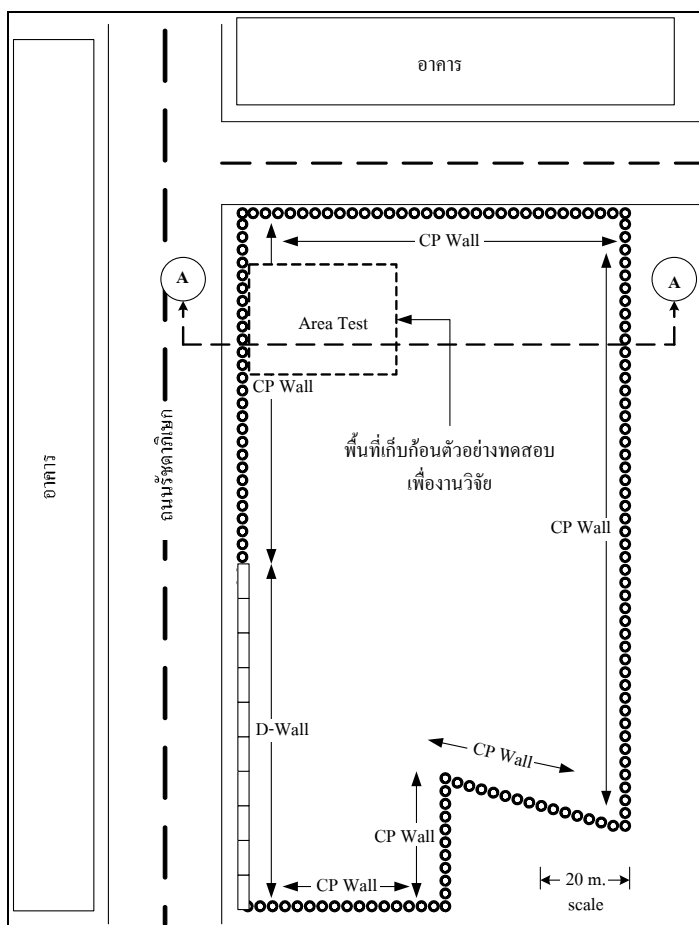 อาคาร
CP Wall
A
A
Area Test
CP Wall
พื้นที่เก็บก้อนตัวอย่างทดสอบ
เพื่องานวิจัย
CP Wall
อาคาร
ถนนรัชดาภิเษก
D-Wall
CP Wall
CP Wall
CP Wall
20 m.
scale